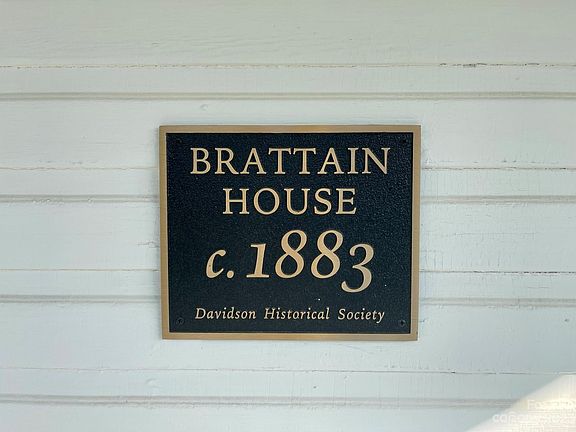 BRATTAIN
HOUSE
c. 1883
Davidson Historical Society